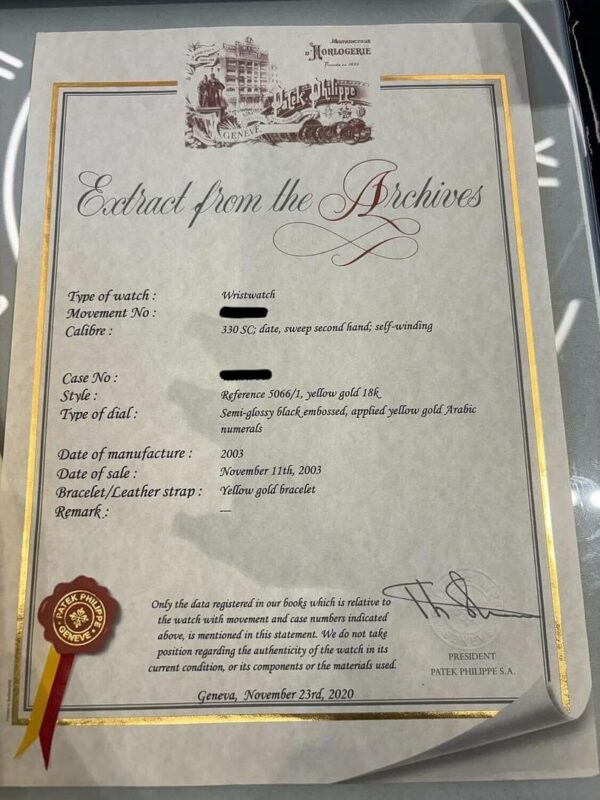 Manufacture
D'HORLOGERIE
Fondée en 1839
Patek Philippe
GENÈVE
Extract from the Archives
Type of watch : Wristwatch
Movement No :
Calibre : 330 SC; date, sweep second hand; self-winding
Case No :
Style : Reference 5066/1, yellow gold 18k
Type of dial : Semi-glossy black embossed, applied yellow gold Arabic
numerals
Date of manufacture : 2003
Date of sale : November 11th, 2003
Bracelet/Leather strap : Yellow gold bracelet
Remark : ---
Only the data registered in our books which is relative to
the watch with movement and case numbers indicated
above, is mentioned in this statement. We do not take
position regarding the authenticity of the watch in its
current condition, or its components or the materials used.
Geneva, November 23rd, 2020
PRESIDENT
PATEK PHILIPPE S.A.
PATEK PHILIPPE
GENEVE